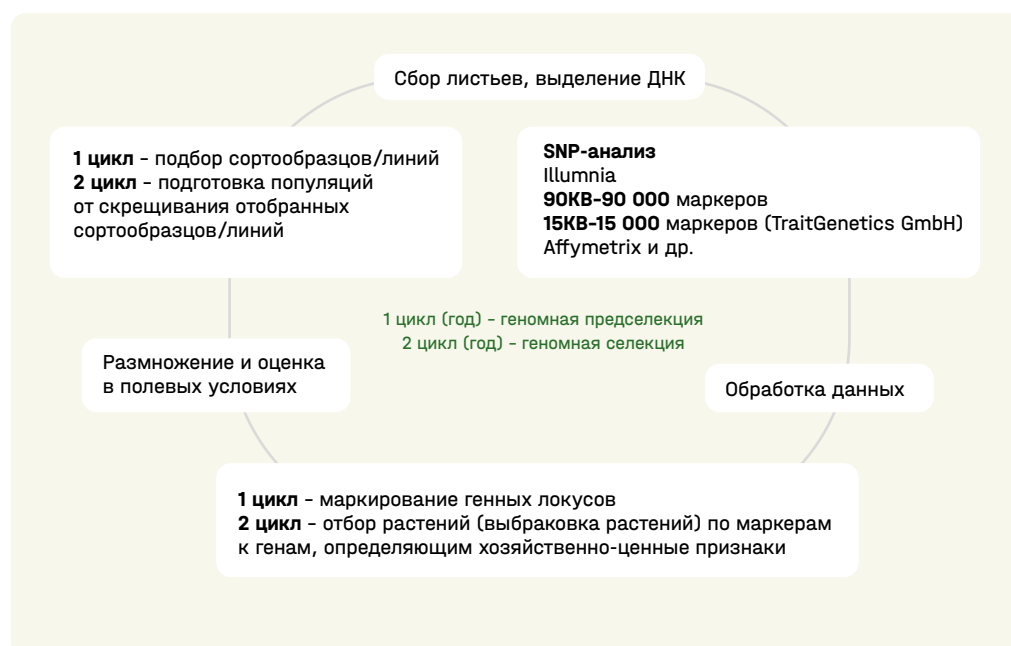 Сбор листьев, выделение ДНК
1 цикл – подбор сортообразцов/линий
2 цикл – подготовка популяций
от скрещивания отобранных
сортообразцов/линий
SNP-анализ
Illumnia
90КВ–90 000 маркеров
15КВ–15 000 маркеров (TraitGenetics GmbH)
Affymetrix и др.
1 цикл (год) – геномная предселекция
2 цикл (год) – геномная селекция
Размножение и оценка
в полевых условиях
Обработка данных
1 цикл – маркирование генных локусов
2 цикл – отбор растений (выбраковка растений) по маркерам
к генам, определяющим хозяйственно-ценные признаки